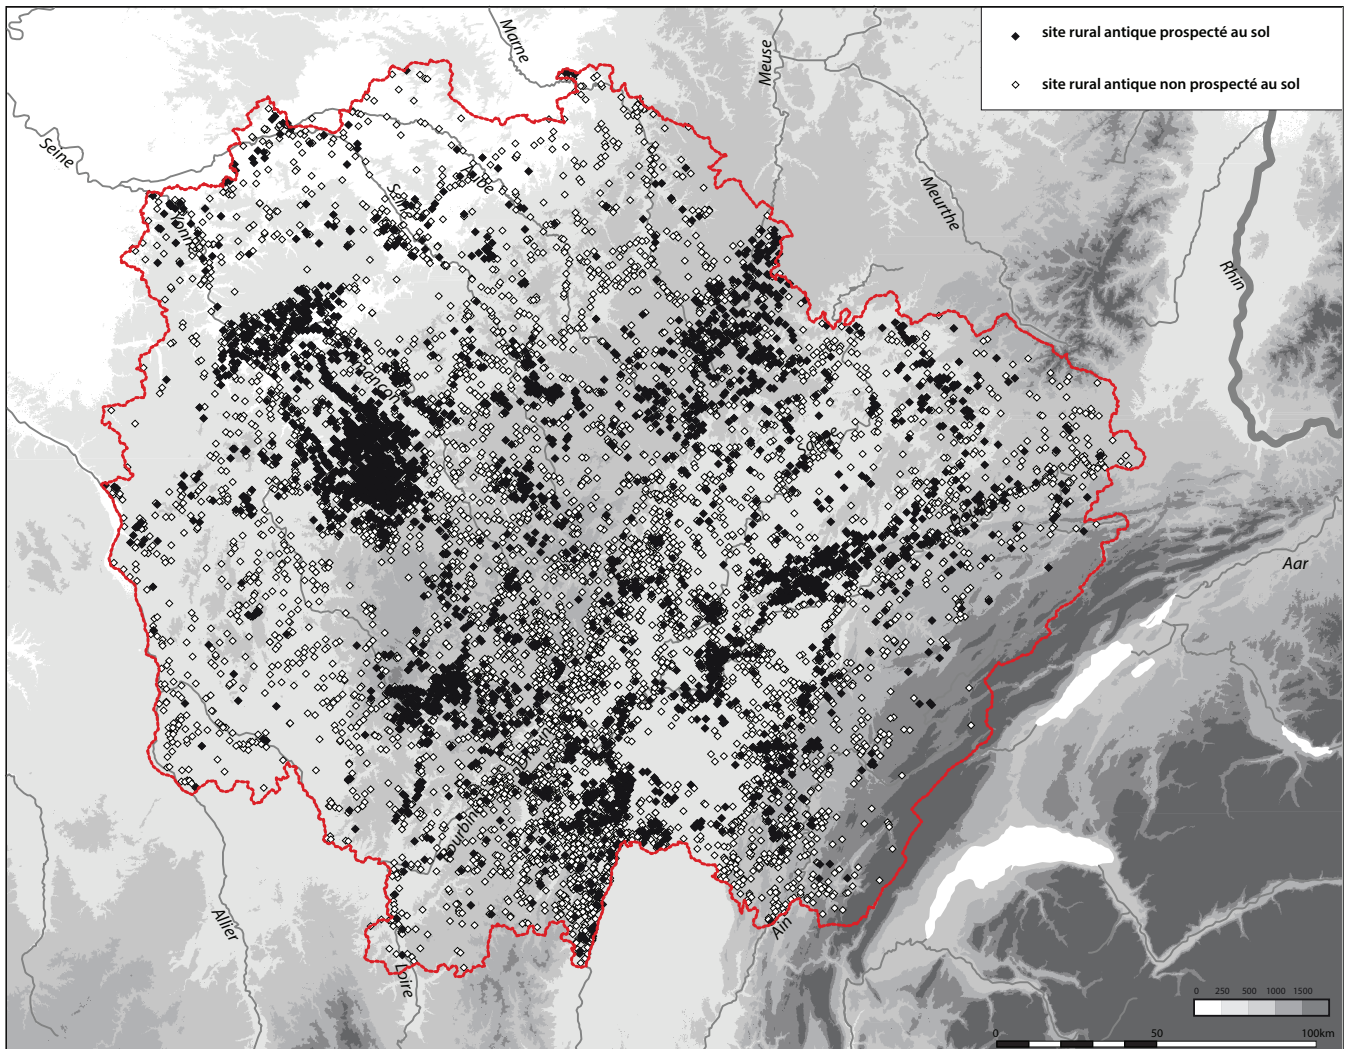 site rural antique prospecté au sol
site rural antique non prospecté au sol
Marne
Meuse
Seine
Meurthe
Rhin
Aar
Allier
Loire
Ain
0 250 500 1000 1500
0 50 100km